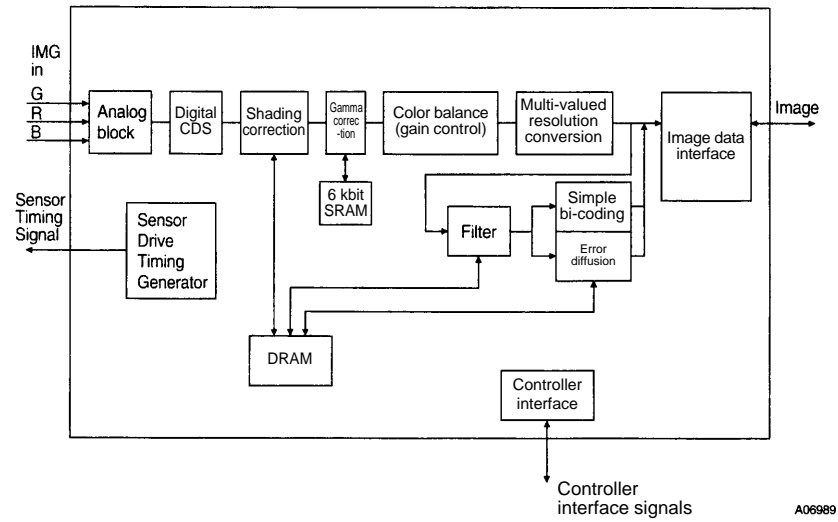 IMG
in
G
R
B
Analog
block
Digital
CDS
Shading
correction
Gamma
correc
-tion
Color balance
(gain control)
Multi-valued
resolution
conversion
Image data
interface
Image
6 kbit
SRAM
Sensor
Timing
Signal
Sensor
Drive
Timing
Generator
Filter
Simple
bi-coding
Error
diffusion
DRAM
Controller
interface
Controller
interface signals
A06989